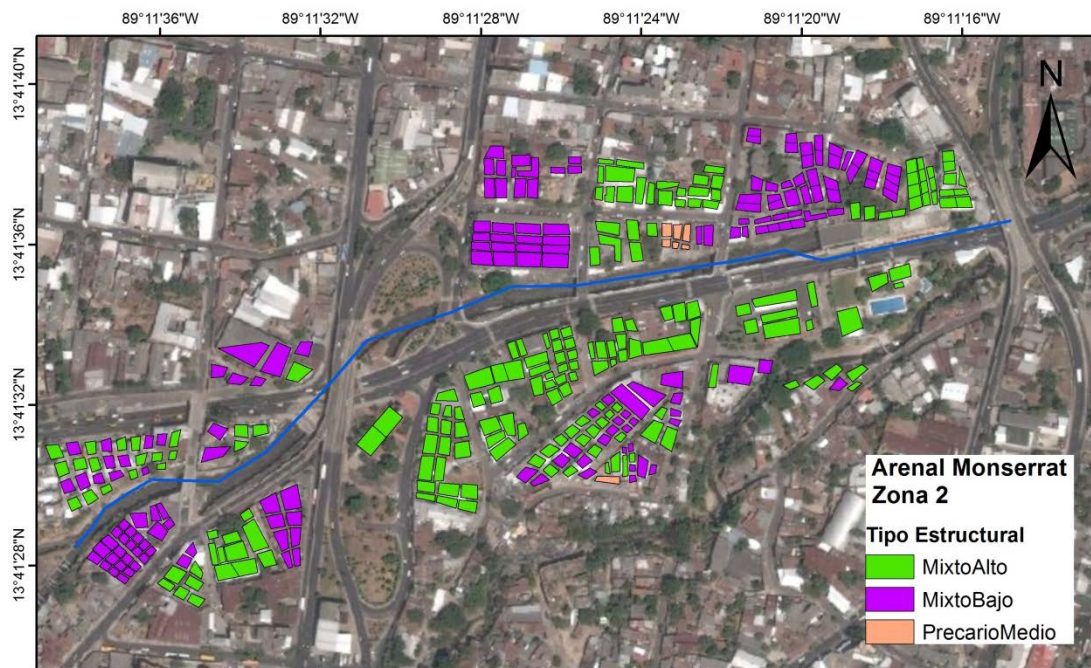 89°11'36"W 89°11'32"W 89°11'28"W 89°11'24"W 89°11'20"W 89°11'16"W
13°41'40"N
N
13°41'36"N
13°41'32"N
13°41'28"N
Arenal Monserrat
Zona 2
Tipo Estructural
MixtoAlto
MixtoBajo
PrecarioMedio